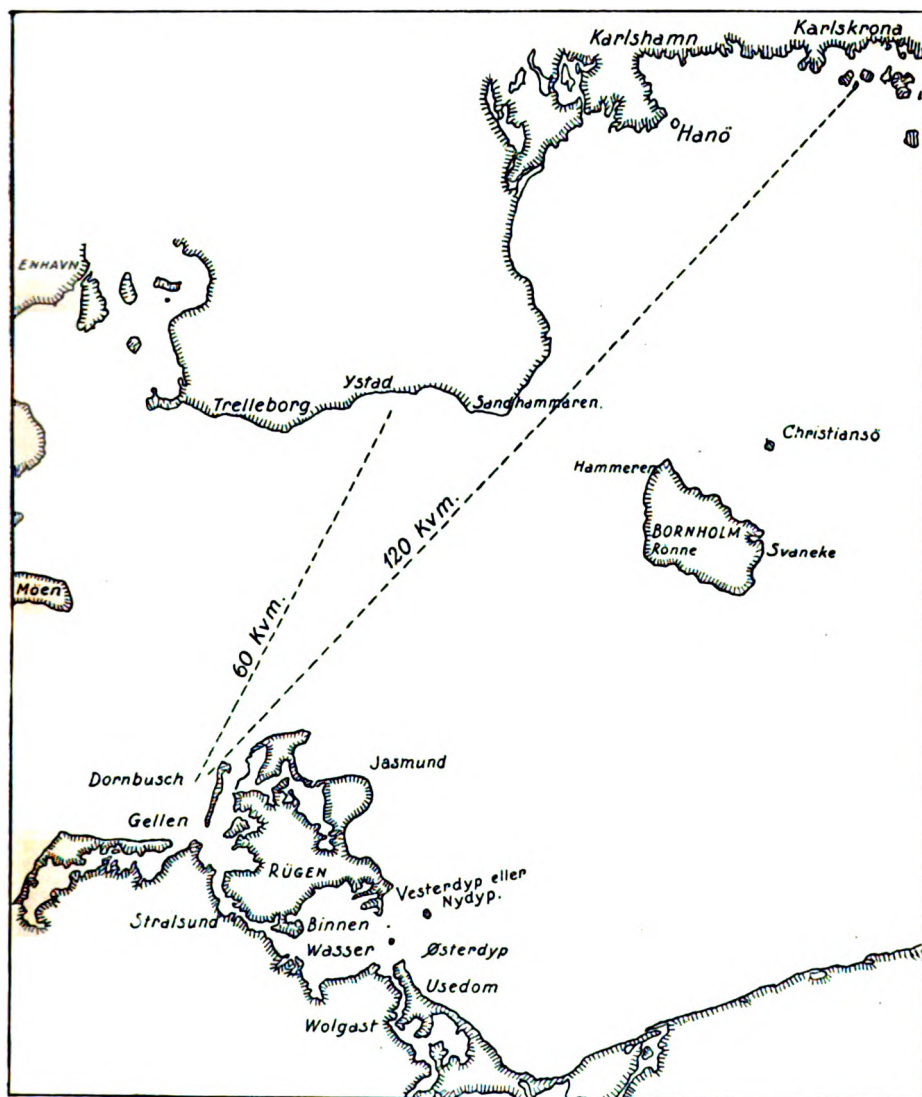 Karlshamn
Karlskrona
Hanö
ENHAVN
Ystad
Trelleborg
Sandhammaren.
Christiansö
Hammeren
BORNHOLM
Rönne
Svaneke
120 Kvm.
60 Kvm.
Möen
Dornbusch
Jasmund
Gellen
RÜGEN
Vesterdyp eller
Nydyp.
Stralsund
Binnen
Wasser
Østerdyp
Usedom
Wolgast